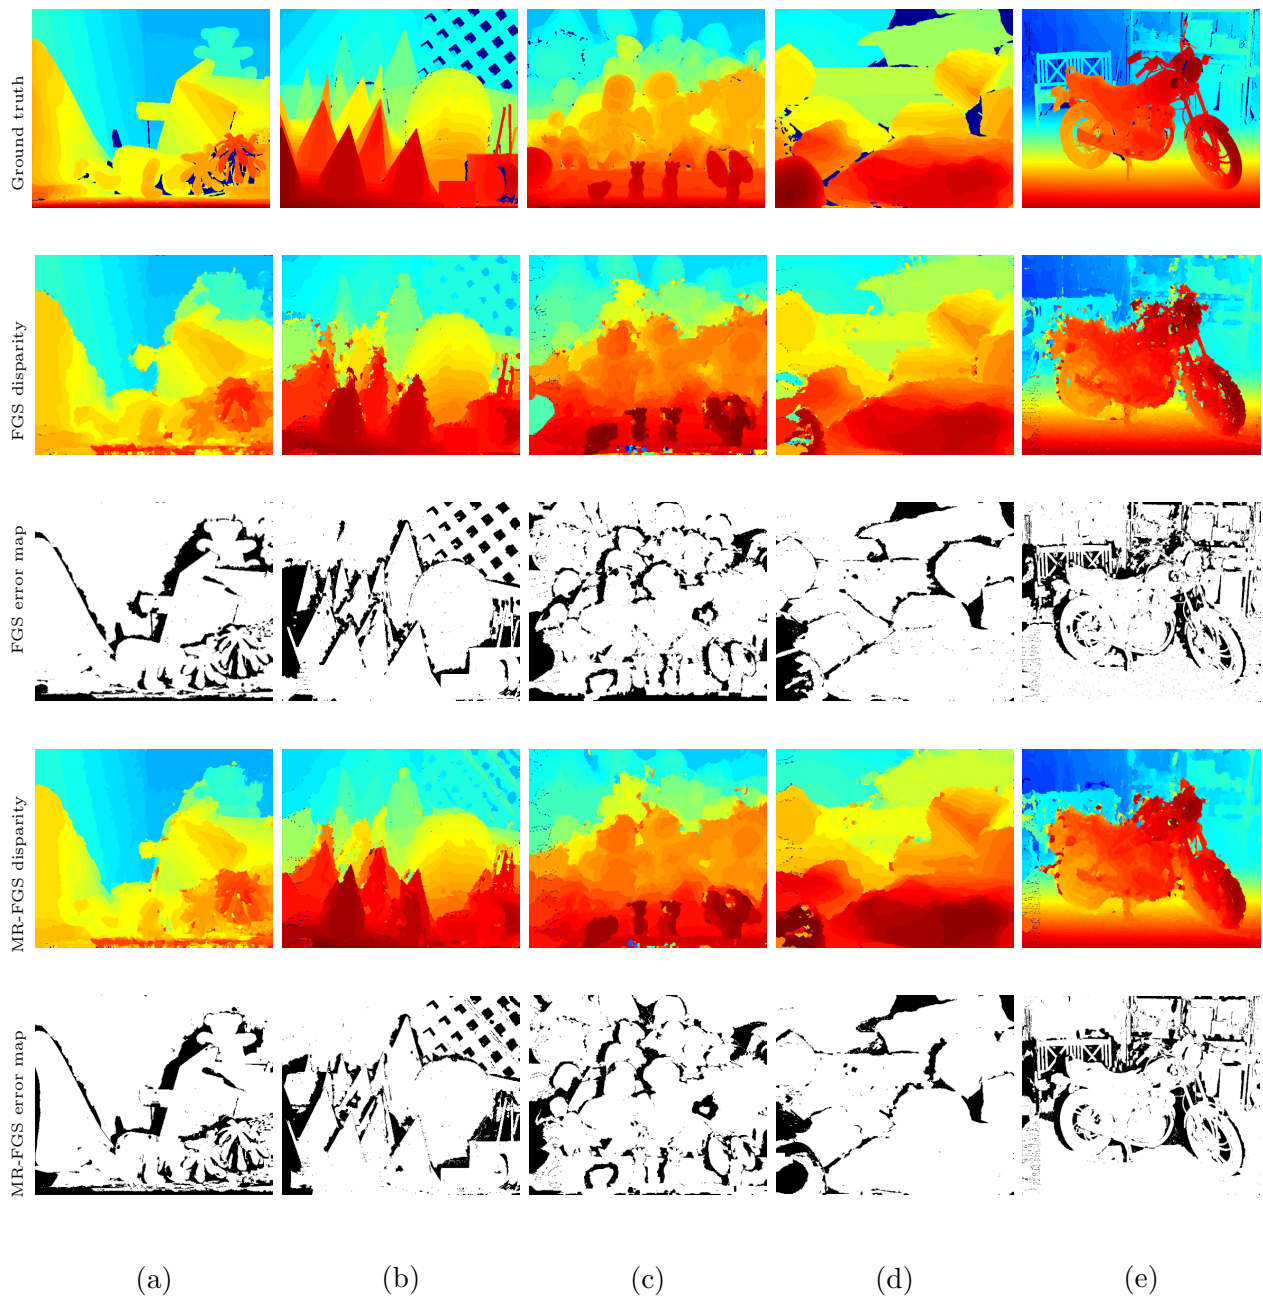 Ground truth
FGS disparity
FGS error map
MR-FGS disparity
MR-FGS error map
(a)
(b)
(c)
(d)
(e)